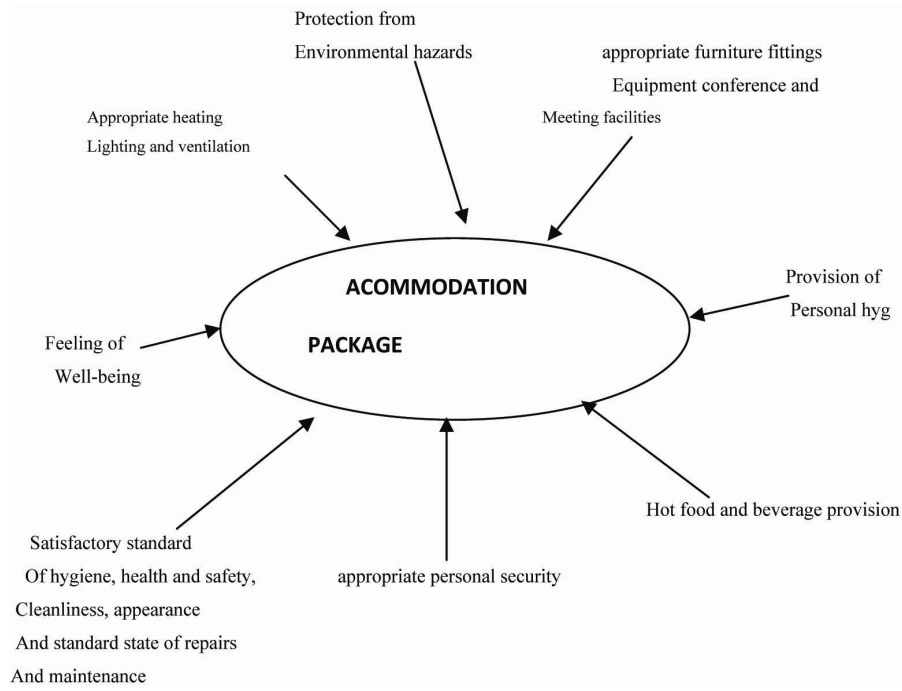 Protection from
Environmental hazards
appropriate furniture fittings
Equipment conference and
Meeting facilities
Appropriate heating
Lighting and ventilation
ACOMMODATION
PACKAGE
Provision of
Personal hyg
Feeling of
Well-being
Hot food and beverage provision
Satisfactory standard
Of hygiene, health and safety,
Cleanliness, appearance
And standard state of repairs
And maintenance
appropriate personal security